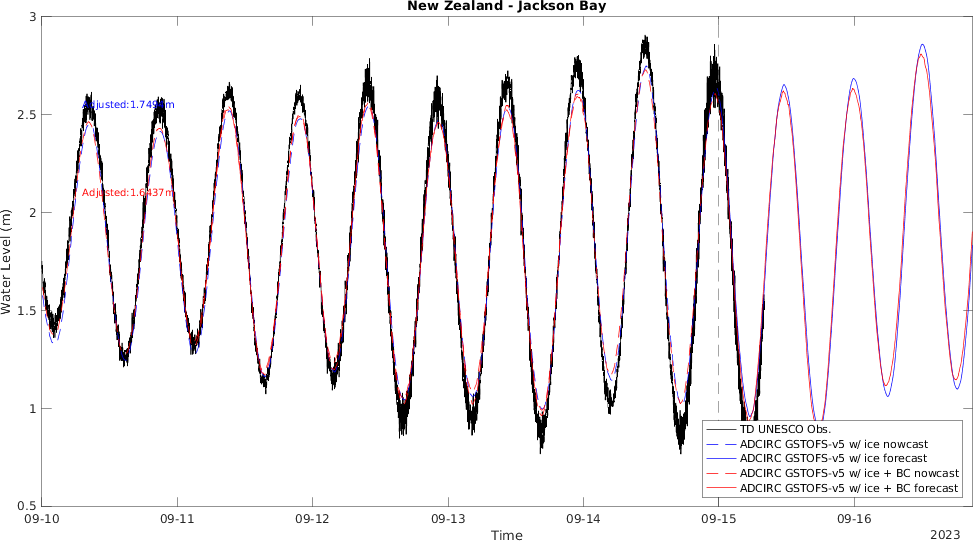 New Zealand - Jackson Bay
3
2.5
2
1.5
1
0.5
Water Level (m)
Adjusted:1.6437m
TD UNESCO Obs.
ADCIRC GSTOFS-v5 w/ ice nowcast
ADCIRC GSTOFS-v5 w/ ice forecast
ADCIRC GSTOFS-v5 w/ ice + BC nowcast
ADCIRC GSTOFS-v5 w/ ice + BC forecast
09-10
09-11
09-12
09-13
09-14
09-15
09-16
Time
2023